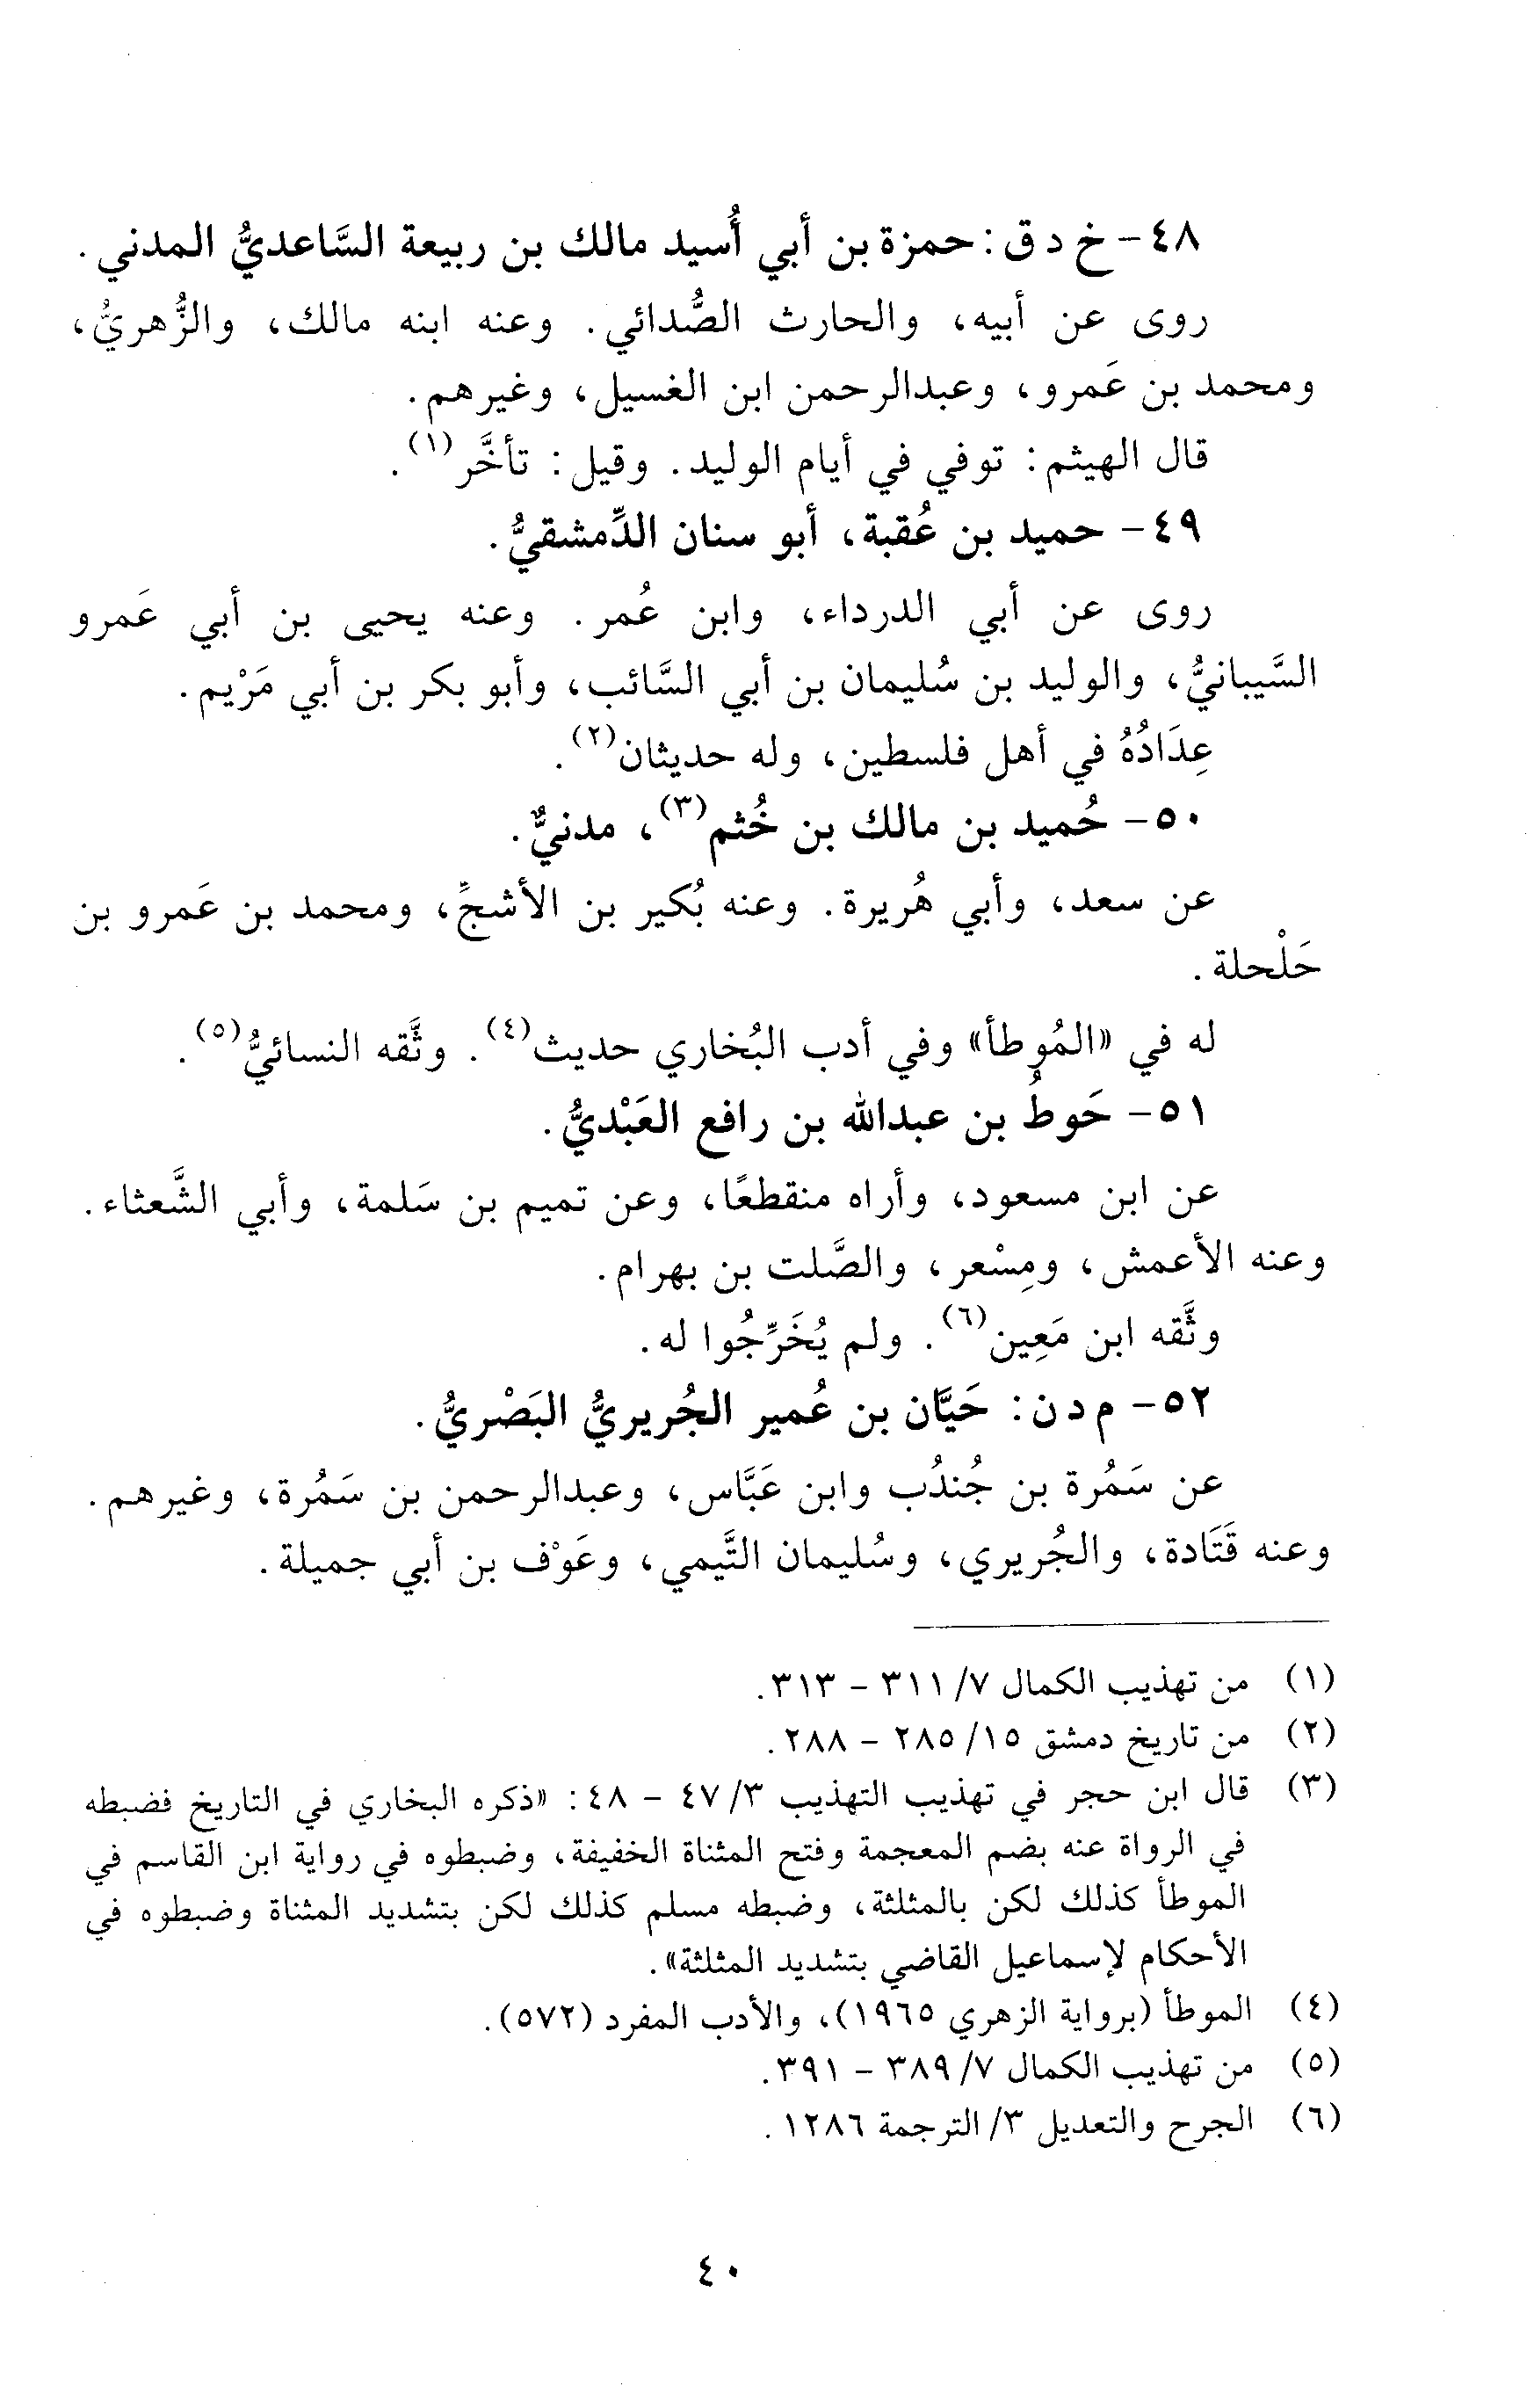 ٤٨- خ د ق: حمزة بن أبي أُسيد مالك بن ربيعة السَّاعديُّ المدني.
روى عن أبيه، والحارث الصُّدائي. وعنه ابنه مالك، والزُّهريُّ،
ومحمد بن عَمرو، وعبدالرحمن ابن الغسيل، وغيرهم.
قال الهيثم: توفي في أيام الوليد. وقيل: تأخَّر(١).
٤٩- حميد بن عُقبة، أبو سنان الدِّمشقيُّ.
روى عن أبي الدرداء، وابن عُمر. وعنه يحيى بن أبي عَمرو
السَّيبانيُّ، والوليد بن سُليمان بن أبي السَّائب، وأبو بكر بن أبي مَرْيم.
عِدَادُهُ في أهل فلسطين، وله حديثان(٢).
٥٠- حُميد بن مالك بن خُثم(٣)، مدنيٌّ.
عن سعد، وأبي هُريرة. وعنه بُكير بن الأشجِّ، ومحمد بن عَمرو بن
حَلْحلة.
له في «المُوطأ» وفي أدب البُخاري حديث(٤). وثَّقه النسائيُّ(٥).
٥١- حَوطُ بن عبدالله بن رافع العَبْديُّ.
عن ابن مسعود، وأراه منقطعًا، وعن تميم بن سَلمة، وأبي الشَّعثاء.
وعنه الأعمش، ومِسْعر، والصَّلت بن بهرام.
وثَّقه ابن مَعِين(٦). ولم يُخَرِّجُوا له.
٥٢- م د ن: حَيَّان بن عُمير الجُريريُّ البَصْريُّ.
عن سَمُرة بن جُندُب وابن عَبَّاس، وعبدالرحمن بن سَمُرة، وغيرهم.
وعنه قَتَادة، والجُريري، وسُليمان التَّيمي، وعَوْف بن أبي جميلة.
(١) من تهذيب الكمال ٧/ ٣١١ - ٣١٣.
(٢) من تاريخ دمشق ١٥/ ٢٨٥ - ٢٨٨.
(٣) قال ابن حجر في تهذيب التهذيب ٣/ ٤٧ - ٤٨: «ذكره البخاري في التاريخ فضبطه
في الرواة عنه بضم المعجمة وفتح المثناة الخفيفة، وضبطوه في رواية ابن القاسم في
الموطأ كذلك لكن بالمثلثة، وضبطه مسلم كذلك لكن بتشديد المثناة وضبطوه في
الأحكام لإسماعيل القاضي بتشديد المثلثة».
(٤) الموطأ (برواية الزهري ١٩٦٥)، والأدب المفرد (٥٧٢).
(٥) من تهذيب الكمال ٧/ ٣٨٩ - ٣٩١.
(٦) الجرح والتعديل ٣/ الترجمة ١٢٨٦.
٤٠